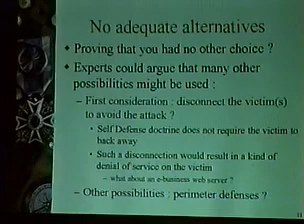 No adequate alternatives
Proving that you had no other choice ?
Experts could argue that many other
possibilities might be used :
– First consideration : disconnect the victim(s)
to avoid the attack ?
• Self Defense doctrine does not require the victim to
back away
• Such a disconnection would result in a kind of
denial of service on the victim
– what about an e-business web server ?
– Other possibilities : perimeter defenses ?